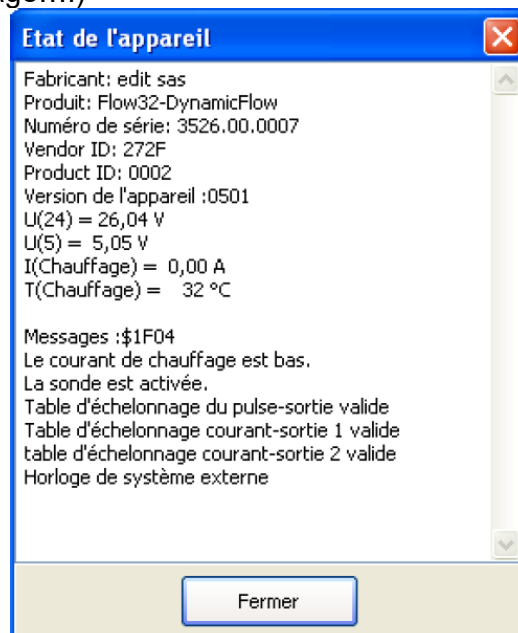 Etat de l'appareil
Fabricant: edit sas
Produit: Flow32-DynamicFlow
Numéro de série: 3526.00.0007
Vendor ID: 272F
Product ID: 0002
Version de l'appareil :0501
U(24) = 26,04 V
U(5) = 5,05 V
I(Chauffage) = 0,00 A
T(Chauffage) = 32 °C
Messages :$1F04
Le courant de chauffage est bas.
La sonde est activée.
Table d'échelonnage du pulse-sortie valide
Table d'échelonnage courant-sortie 1 valide
table d'échelonnage courant-sortie 2 valide
Horloge de système externe
Fermer